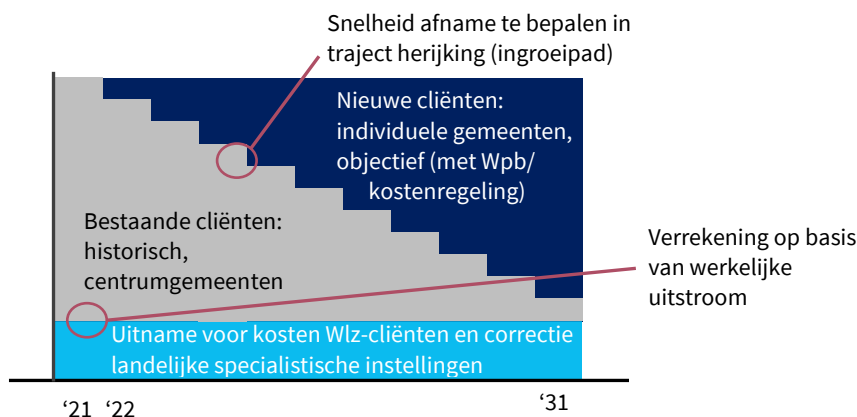 Snelheid afname te bepalen in
traject herijking (ingroeipad)
Nieuwe cliënten:
individuele gemeenten,
objectief (met Wpb/
kostenregeling)
Bestaande cliënten:
historisch,
centrumgemeenten
Verrekening op basis
van werkelijke
uitstroom
Uitname voor kosten Wlz-cliënten en correctie
landelijke specialistische instellingen
‘21 ‘22 ‘31